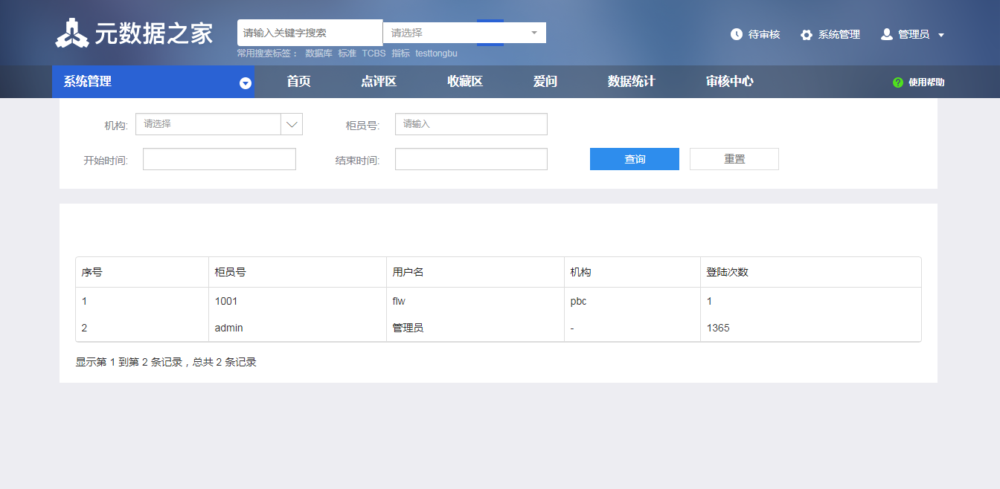 元数据之家
请输入关键字搜索 请选择
常用搜索标签： 数据库 标准 TCBS 指标 testtongbu
待审核 系统管理 管理员
系统管理 首页 点评区 收藏区 爱问 数据统计 审核中心 ? 使用帮助
机构: 请选择 柜员号: 请输入
开始时间: 结束时间: 查询 重置
序号 柜员号 用户名 机构 登陆次数
1 1001 flw pbc 1
2 admin 管理员 - 1365
显示第 1 到第 2 条记录，总共 2 条记录